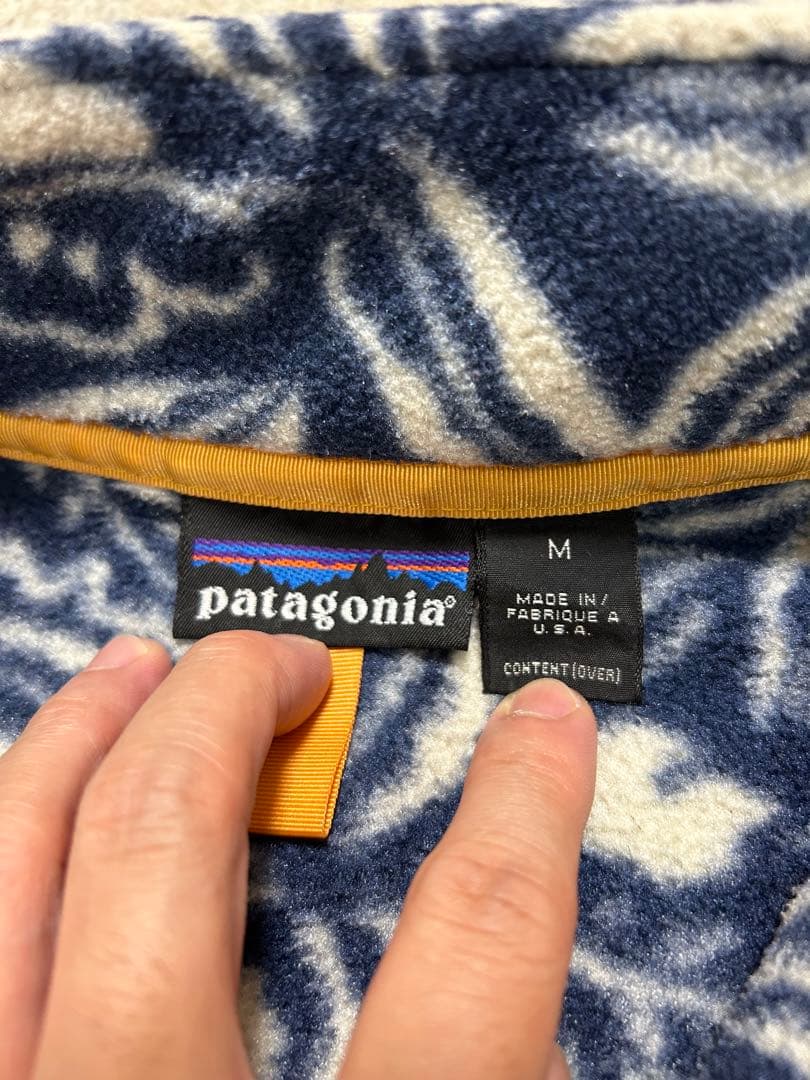 patagonia®
M
MADE IN/
FABRIQUE A
U.S.A.
CONTENT(OVER)